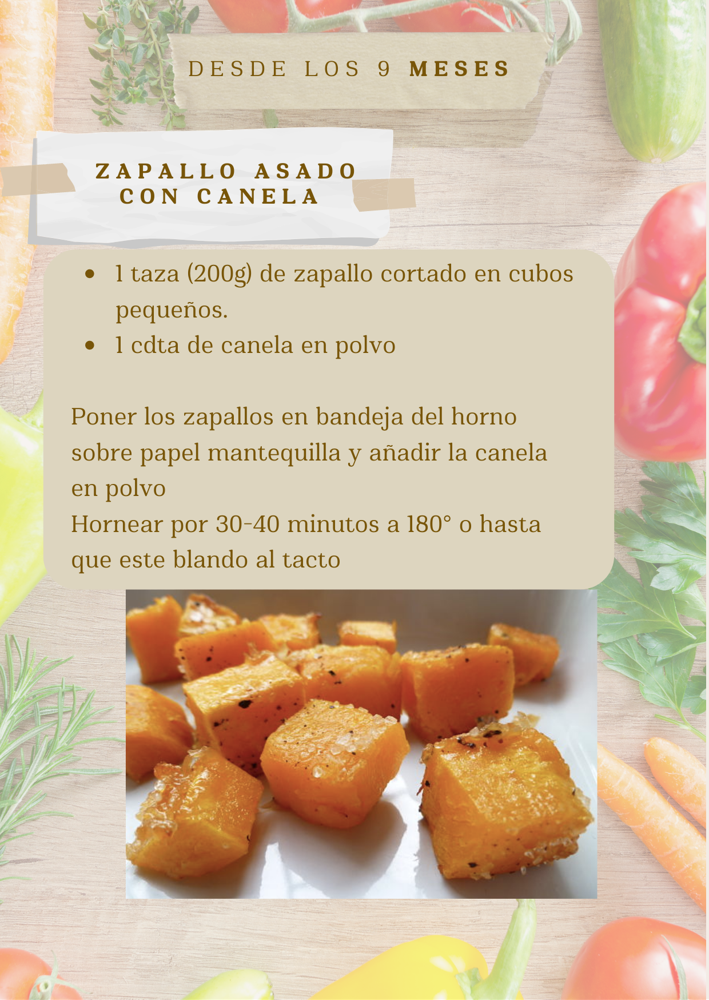 DESDE LOS 9 MESES
ZAPALLO ASADO
CON CANELA
• 1 taza (200g) de zapallo cortado en cubos
pequeños.
• 1 cdta de canela en polvo
Poner los zapallos en bandeja del horno
sobre papel mantequilla y añadir la canela
en polvo
Hornear por 30-40 minutos a 180° o hasta
que este blando al tacto